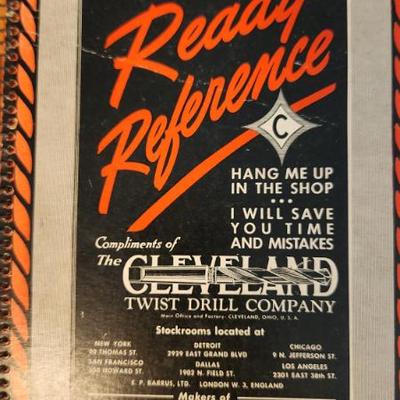 Ready
Reference
C
HANG ME UP
IN THE SHOP
...
I WILL SAVE
YOU TIME
AND MISTAKES
Compliments of
The CLEVELAND
TWIST DRILL COMPANY
Main Office and Factory: CLEVELAND, OHIO, U. S. A.
Stockrooms located at
NEW YORK
THOMAS ST.
SAN FRANCISCO
HOWARD ST.
DETROIT
2929 EAST GRAND BLVD
DALLAS
1902 N. FIELD ST.
CHICAGO
9 N. JEFFERSON ST.
LOS ANGELES
2301 EAST 38th ST.
E. P. BARRUS, LTD. LONDON W. 3, ENGLAND
Makers of